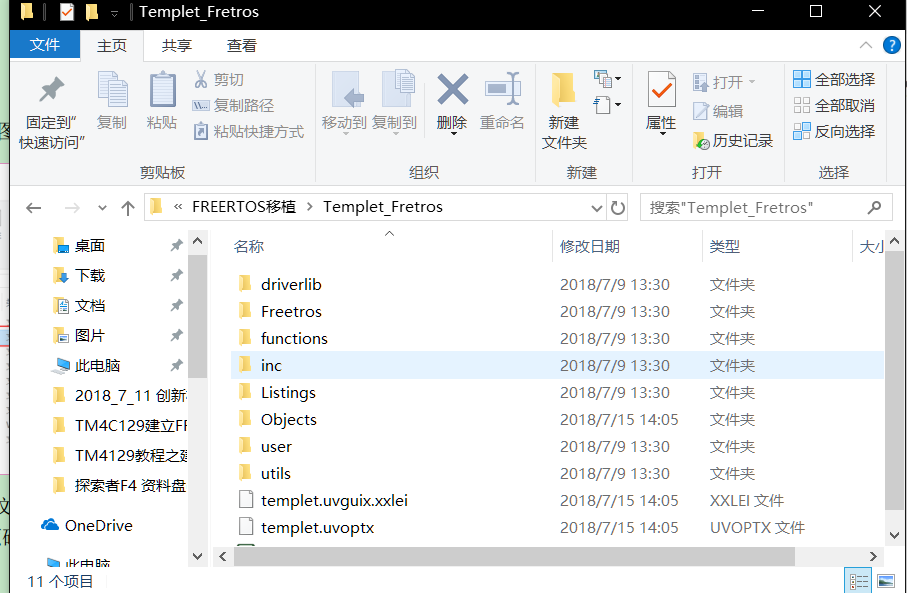 Templet_Fretros
文件 主页 共享 查看
固定到"
快速访问"
复制
粘贴
剪切
复制路径
粘贴快捷方式
剪贴板
移动到 复制到
删除 重命名
组织
新建
文件夹
新建
属性
打开
编辑
历史记录
打开
全部选择
全部取消
反向选择
选择
« FREERTOS移植 › Templet_Fretros
搜索"Templet_Fretros"
桌面
下载
文档
图片
此电脑
2018_7_11 创新
TM4C129建立FF
TM4129教程之建
探索者F4 资料盘
OneDrive
此电脑
名称 修改日期 类型 大小
driverlib 2018/7/9 13:30 文件夹
Freetros 2018/7/9 13:30 文件夹
functions 2018/7/9 13:30 文件夹
inc 2018/7/9 13:30 文件夹
Listings 2018/7/9 13:30 文件夹
Objects 2018/7/15 14:05 文件夹
user 2018/7/9 13:30 文件夹
utils 2018/7/9 13:30 文件夹
templet.uvguix.xxlei 2018/7/15 14:05 XXLEI 文件
templet.uvoptx 2018/7/15 14:05 UVOPTX 文件
11 个项目